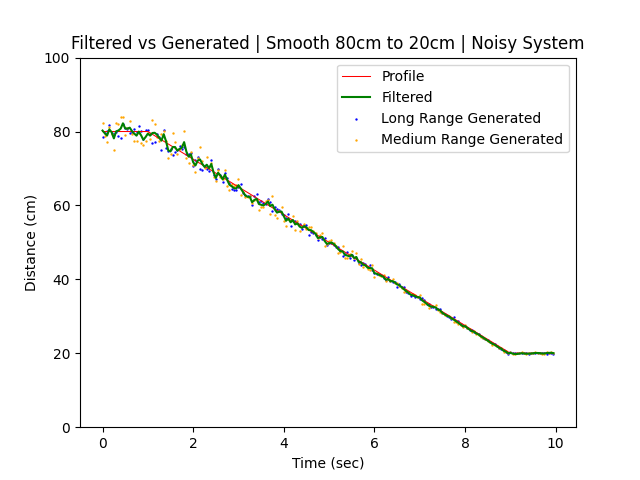 Filtered vs Generated | Smooth 80cm to 20cm | Noisy System
Profile
Filtered
Long Range Generated
Medium Range Generated
100
80
60
40
20
0
Distance (cm)
0 2 4 6 8 10
Time (sec)